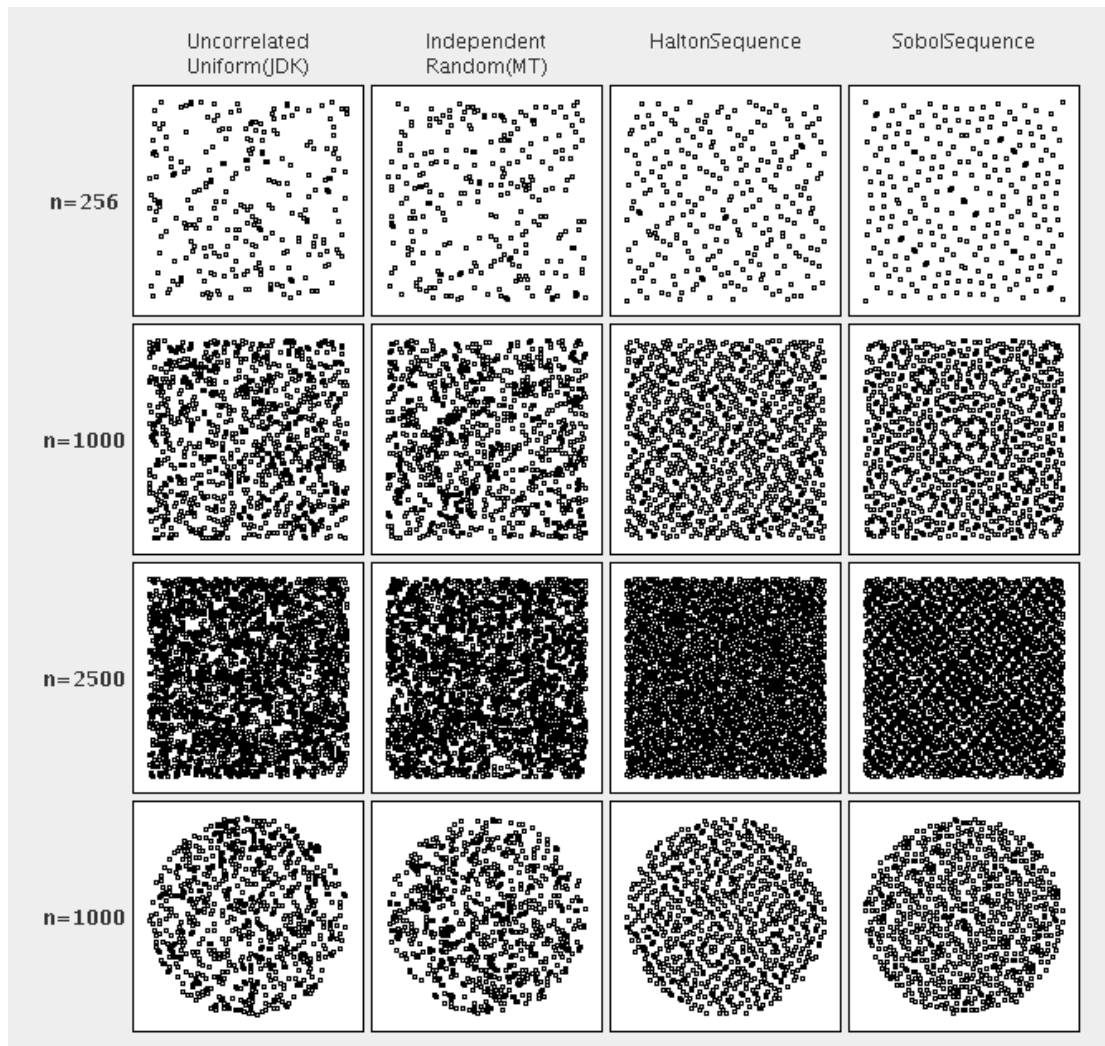 Uncorrelated
Uniform(JDK)
Independent
Random(MT)
HaltonSequence
SobolSequence
n=256
n=1000
n=2500
n=1000